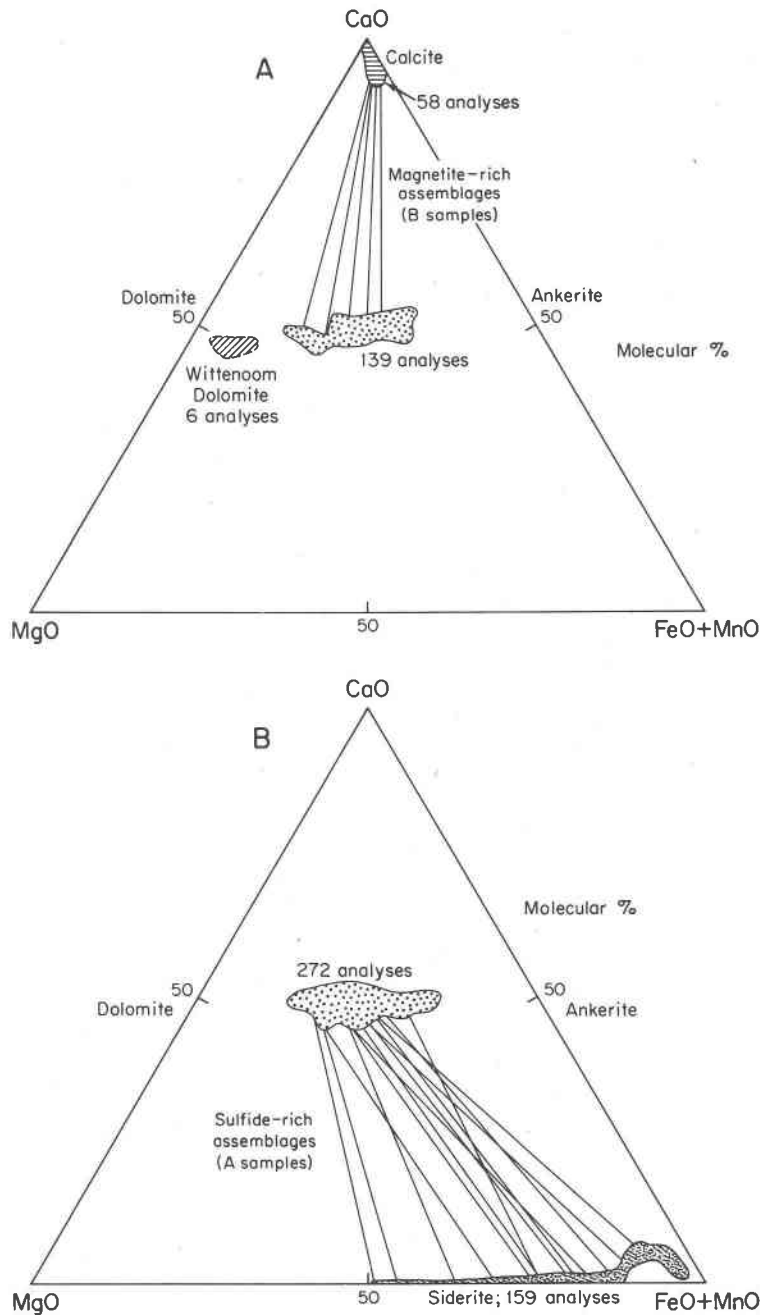 CaO
A
Calcite
58 analyses
Magnetite-rich
assemblages
(B samples)
Dolomite
50
Ankerite
50
Wittenoom
Dolomite
6 analyses
139 analyses
Molecular %
MgO
50
FeO+MnO
CaO
B
Molecular %
272 analyses
50
Dolomite
50
Ankerite
Sulfide-rich
assemblages
(A samples)
MgO
50
Siderite; 159 analyses
FeO+MnO